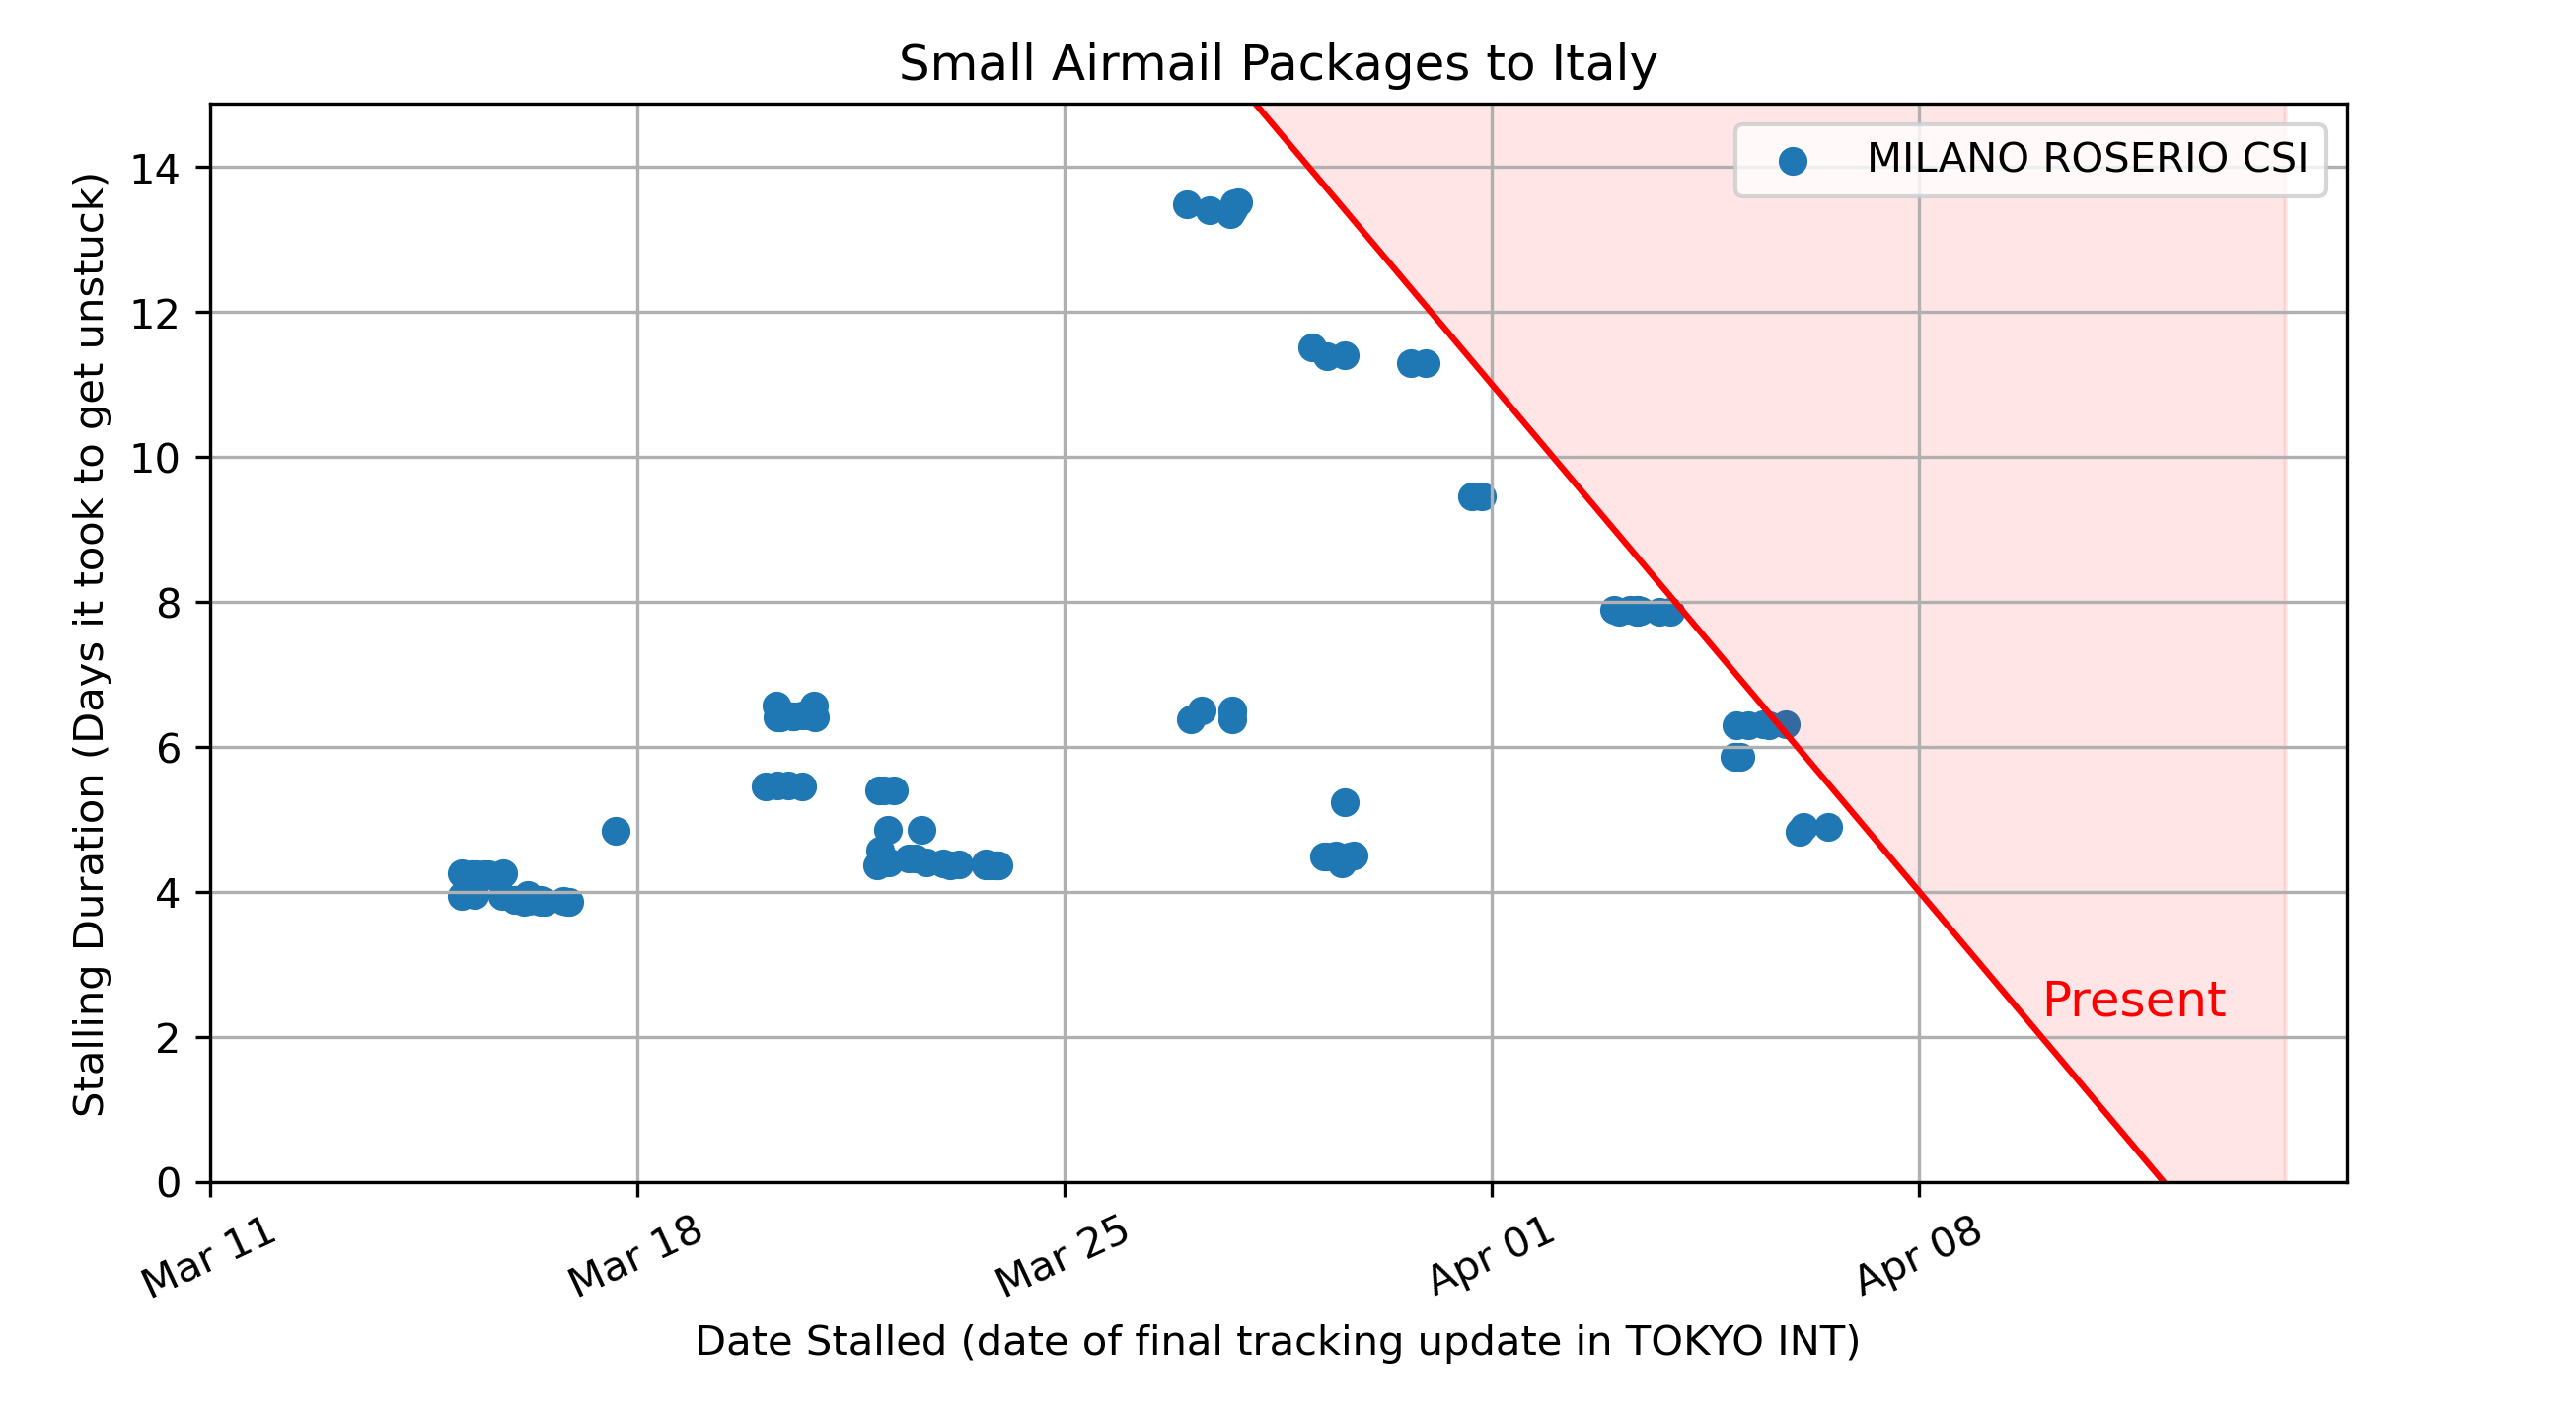 Small Airmail Packages to Italy
MILANO ROSERIO CSI
Stalling Duration (Days it took to get unstuck)
14
12
10
8
6
4
2
0
Present
Mar 11
Mar 18
Mar 25
Apr 01
Apr 08
Date Stalled (date of final tracking update in TOKYO INT)